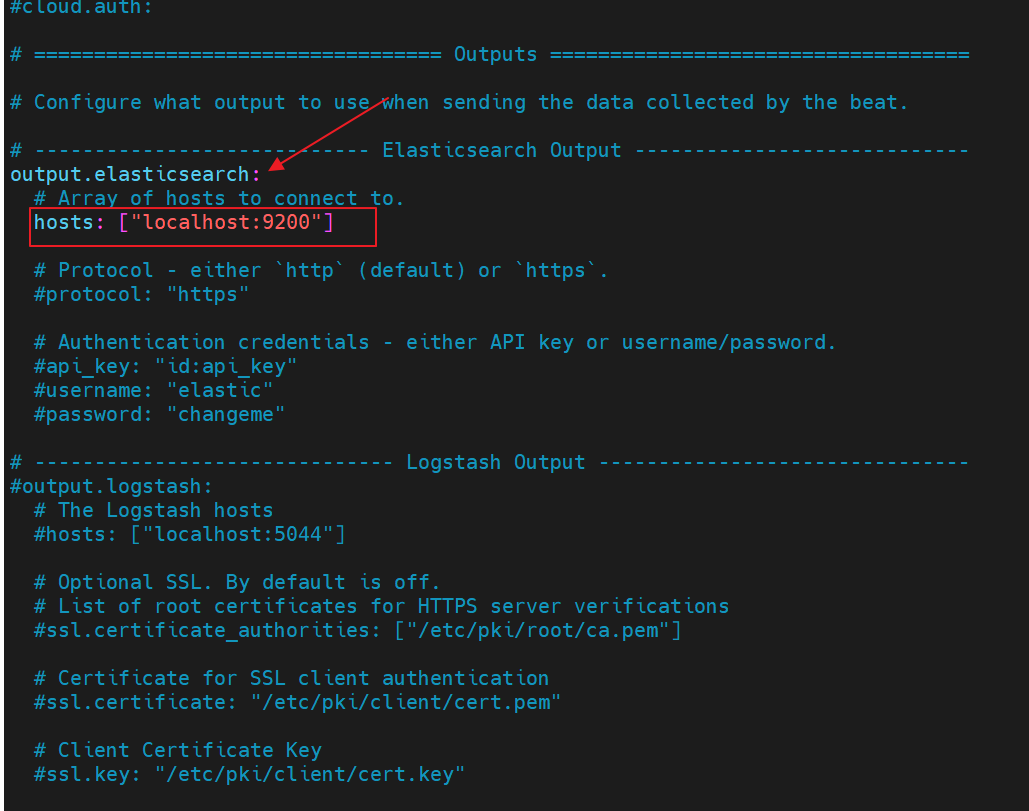 #cloud.auth:
# ================================== Outputs ===================================
# Configure what output to use when sending the data collected by the beat.
# ---------------------------- Elasticsearch Output ----------------------------
output.elasticsearch:
# Array of hosts to connect to.
hosts: ["localhost:9200"]
# Protocol - either `http` (default) or `https`.
#protocol: "https"
# Authentication credentials - either API key or username/password.
#api_key: "id:api_key"
#username: "elastic"
#password: "changeme"
# ------------------------------ Logstash Output -------------------------------
#output.logstash:
# The Logstash hosts
#hosts: ["localhost:5044"]
# Optional SSL. By default is off.
# List of root certificates for HTTPS server verifications
#ssl.certificate_authorities: ["/etc/pki/root/ca.pem"]
# Certificate for SSL client authentication
#ssl.certificate: "/etc/pki/client/cert.pem"
# Client Certificate Key
#ssl.key: "/etc/pki/client/cert.key"